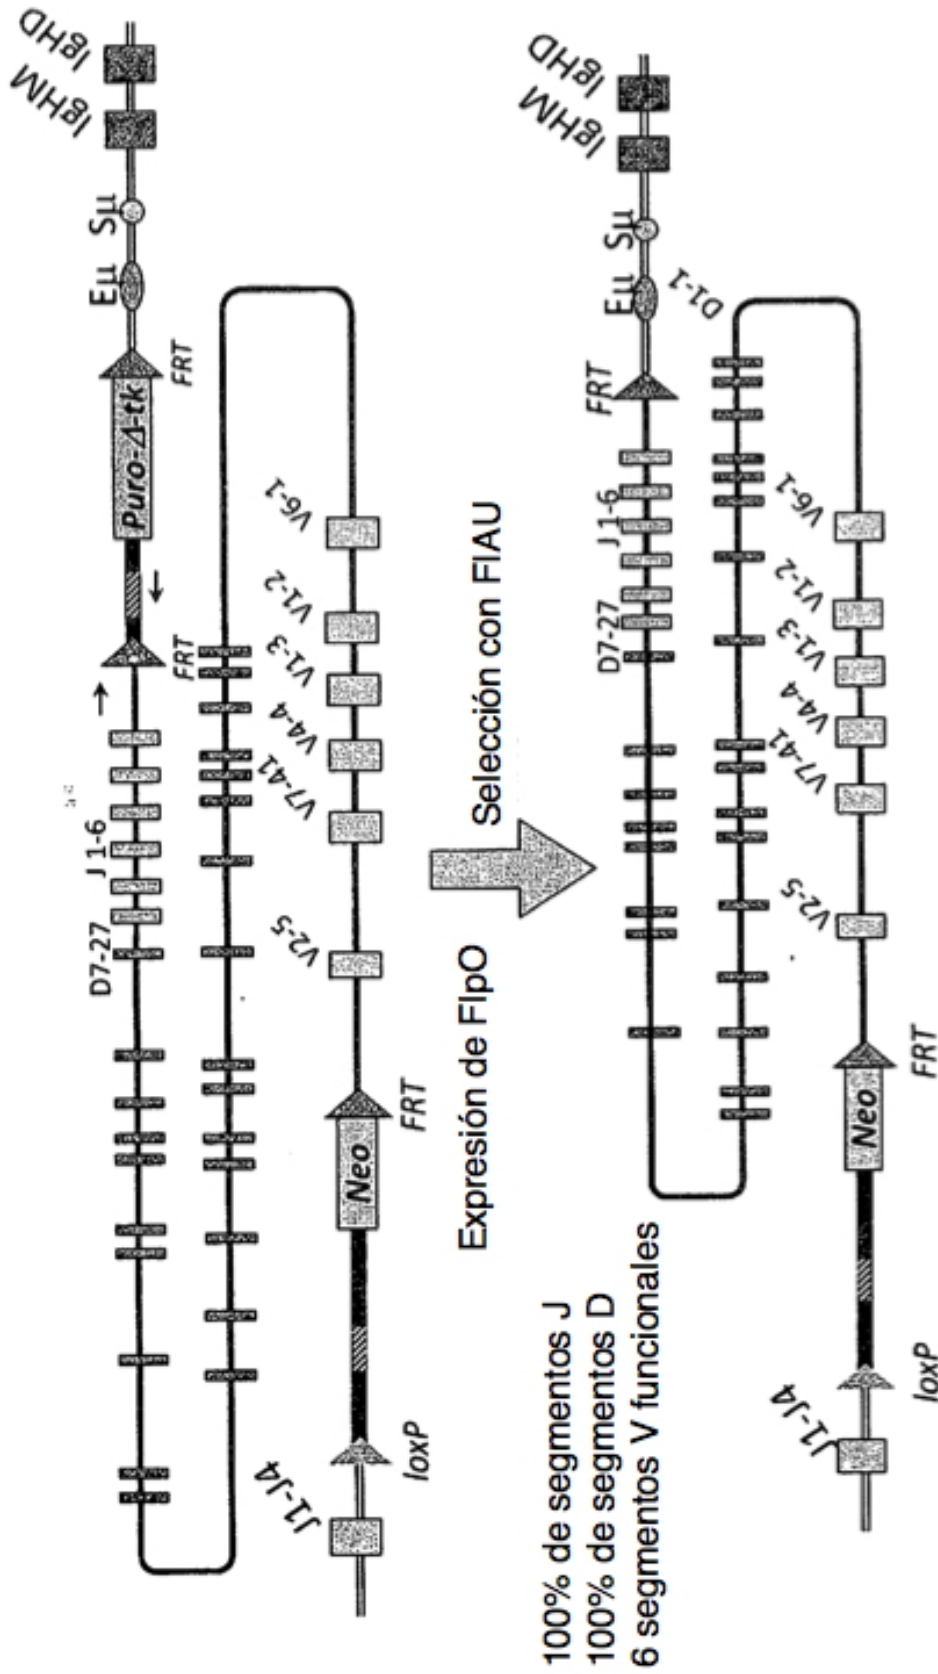 IgHD
IgHM
Sμ
Eμ
FRT
Puro-Δ-tk
FRT
J 1-6
D7-27
V6-1
V1-2
V1-3
V4-4
V7-41
V2-5
FRT
Neo
loxP
J1-J4
Expresión de FlpO
Selección con FIAU
100% de segmentos J
100% de segmentos D
6 segmentos V funcionales
IgHD
IgHM
Sμ
Eμ
FRT
J 1-6
D7-27
D1-1
V6-1
V1-2
V1-3
V4-4
V7-41
V2-5
FRT
Neo
loxP
J1-J4